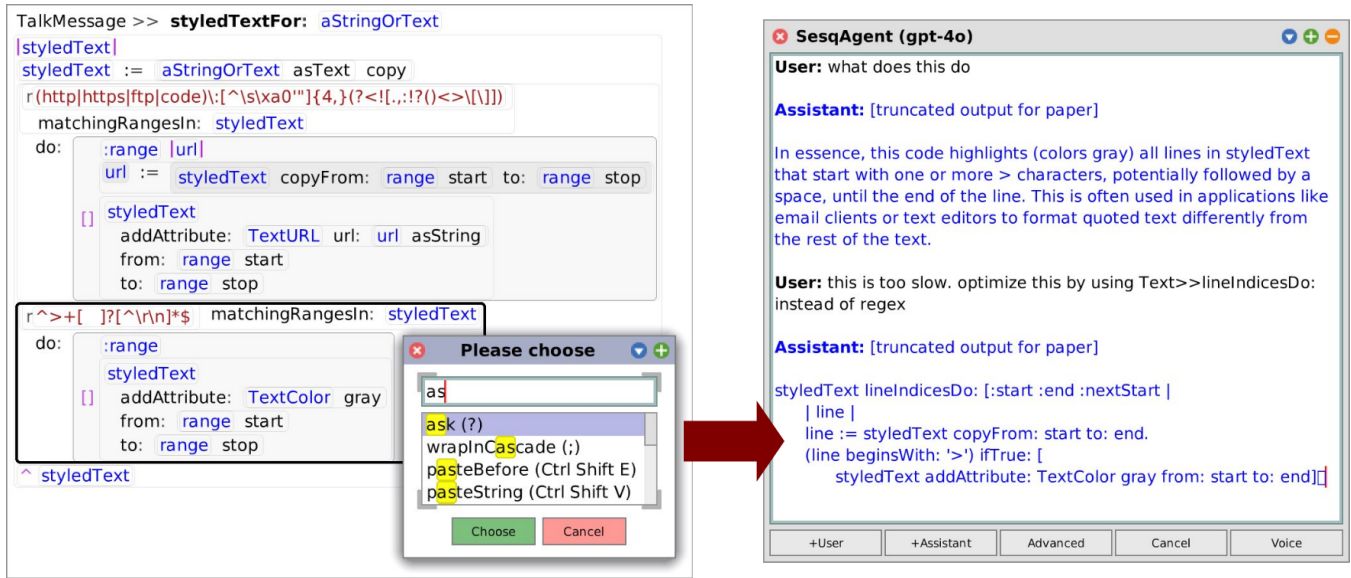 TalkMessage >> styledTextFor: aStringOrText
|styledText|
styledText := aStringOrText asText copy
r(http|https|ftp|code)\:[^\s\xa0'"]{4,}(?<![.,:!?()<>\[\]])
matchingRangesIn: styledText
do: :range |url|
url := styledText copyFrom: range start to: range stop
[] styledText
addAttribute: TextURL url: url asString
from: range start
to: range stop
r^>+[ ]?[^\r\n]*$ matchingRangesIn: styledText
do: :range
styledText
[] addAttribute: TextColor gray
from: range start
to: range stop
^ styledText
Please choose
as
ask (?)
wrapInCascade (;)
pasteBefore (Ctrl Shift E)
pasteString (Ctrl Shift V)
Choose Cancel
SesqAgent (gpt-4o)
User: what does this do
Assistant: [truncated output for paper]
In essence, this code highlights (colors gray) all lines in styledText
that start with one or more > characters, potentially followed by a
space, until the end of the line. This is often used in applications like
email clients or text editors to format quoted text differently from
the rest of the text.
User: this is too slow. optimize this by using Text>>lineIndicesDo:
instead of regex
Assistant: [truncated output for paper]
styledText lineIndicesDo: [:start :end :nextStart |
| line |
line := styledText copyFrom: start to: end.
(line beginsWith: '>') ifTrue: [
styledText addAttribute: TextColor gray from: start to: end]▯
+User +Assistant Advanced Cancel Voice